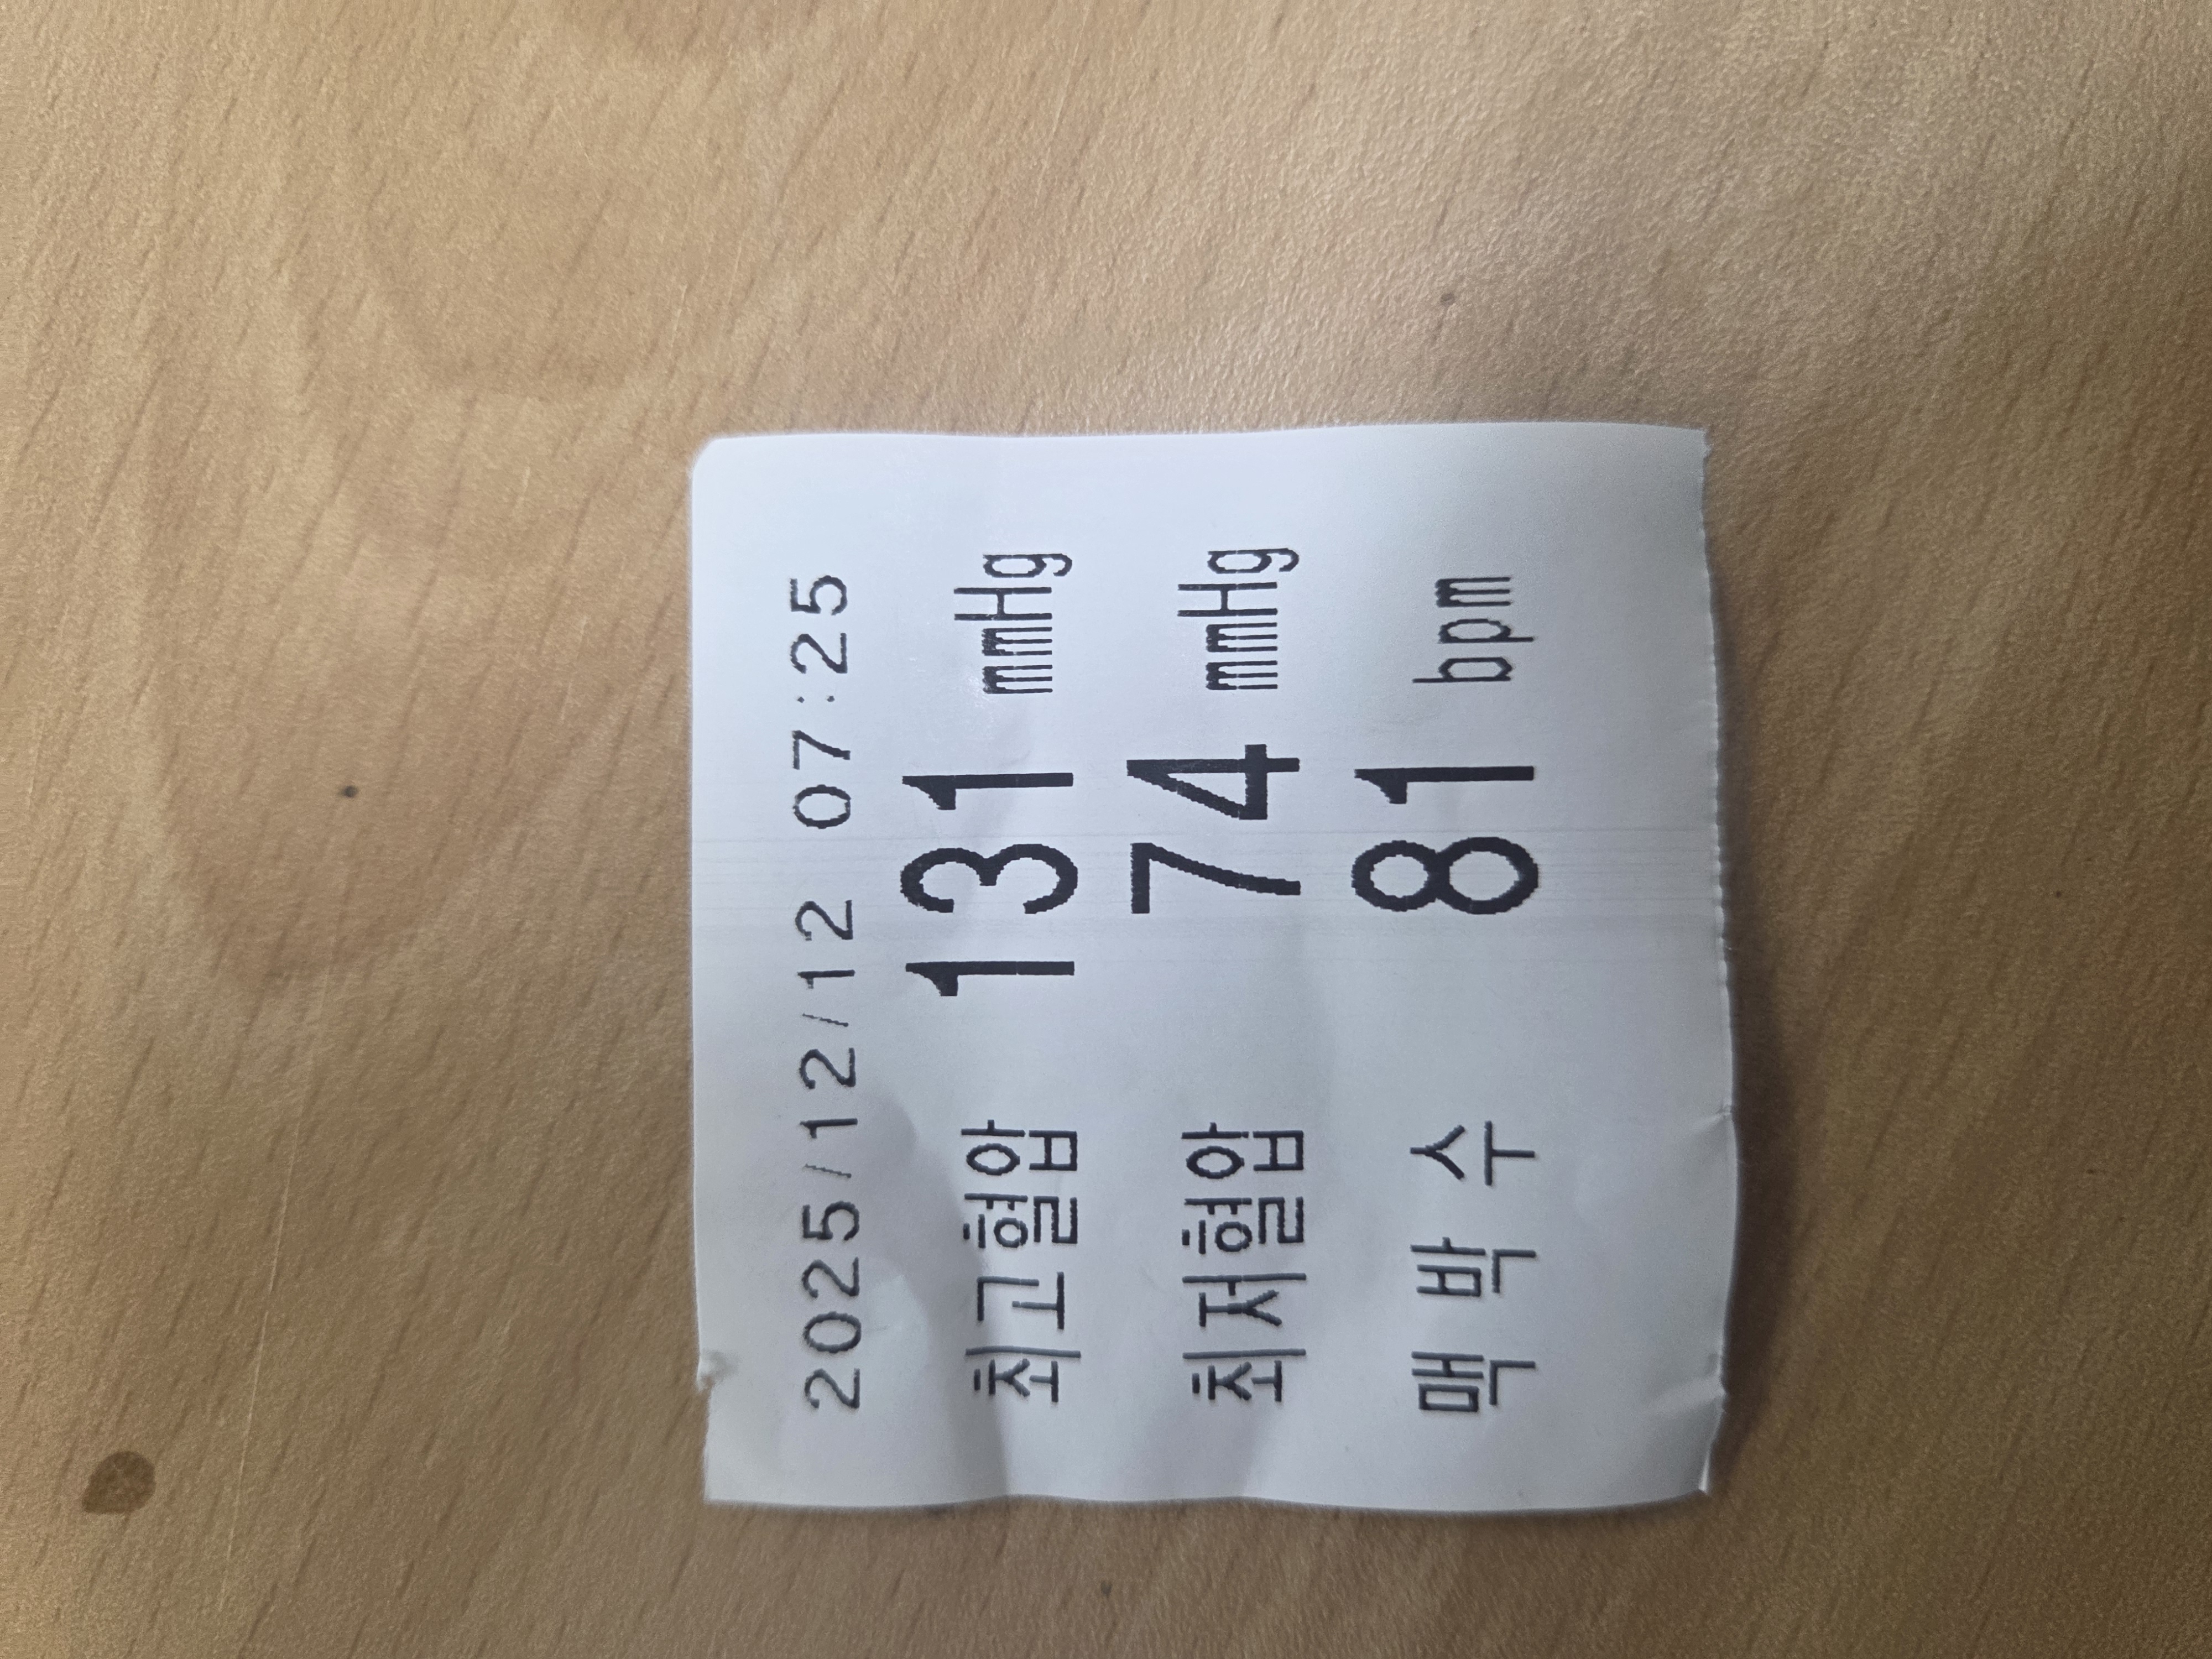 2025/12/12 07:25
최고혈압 131 mmHg
최저혈압 74 mmHg
맥 박 수 81 bpm